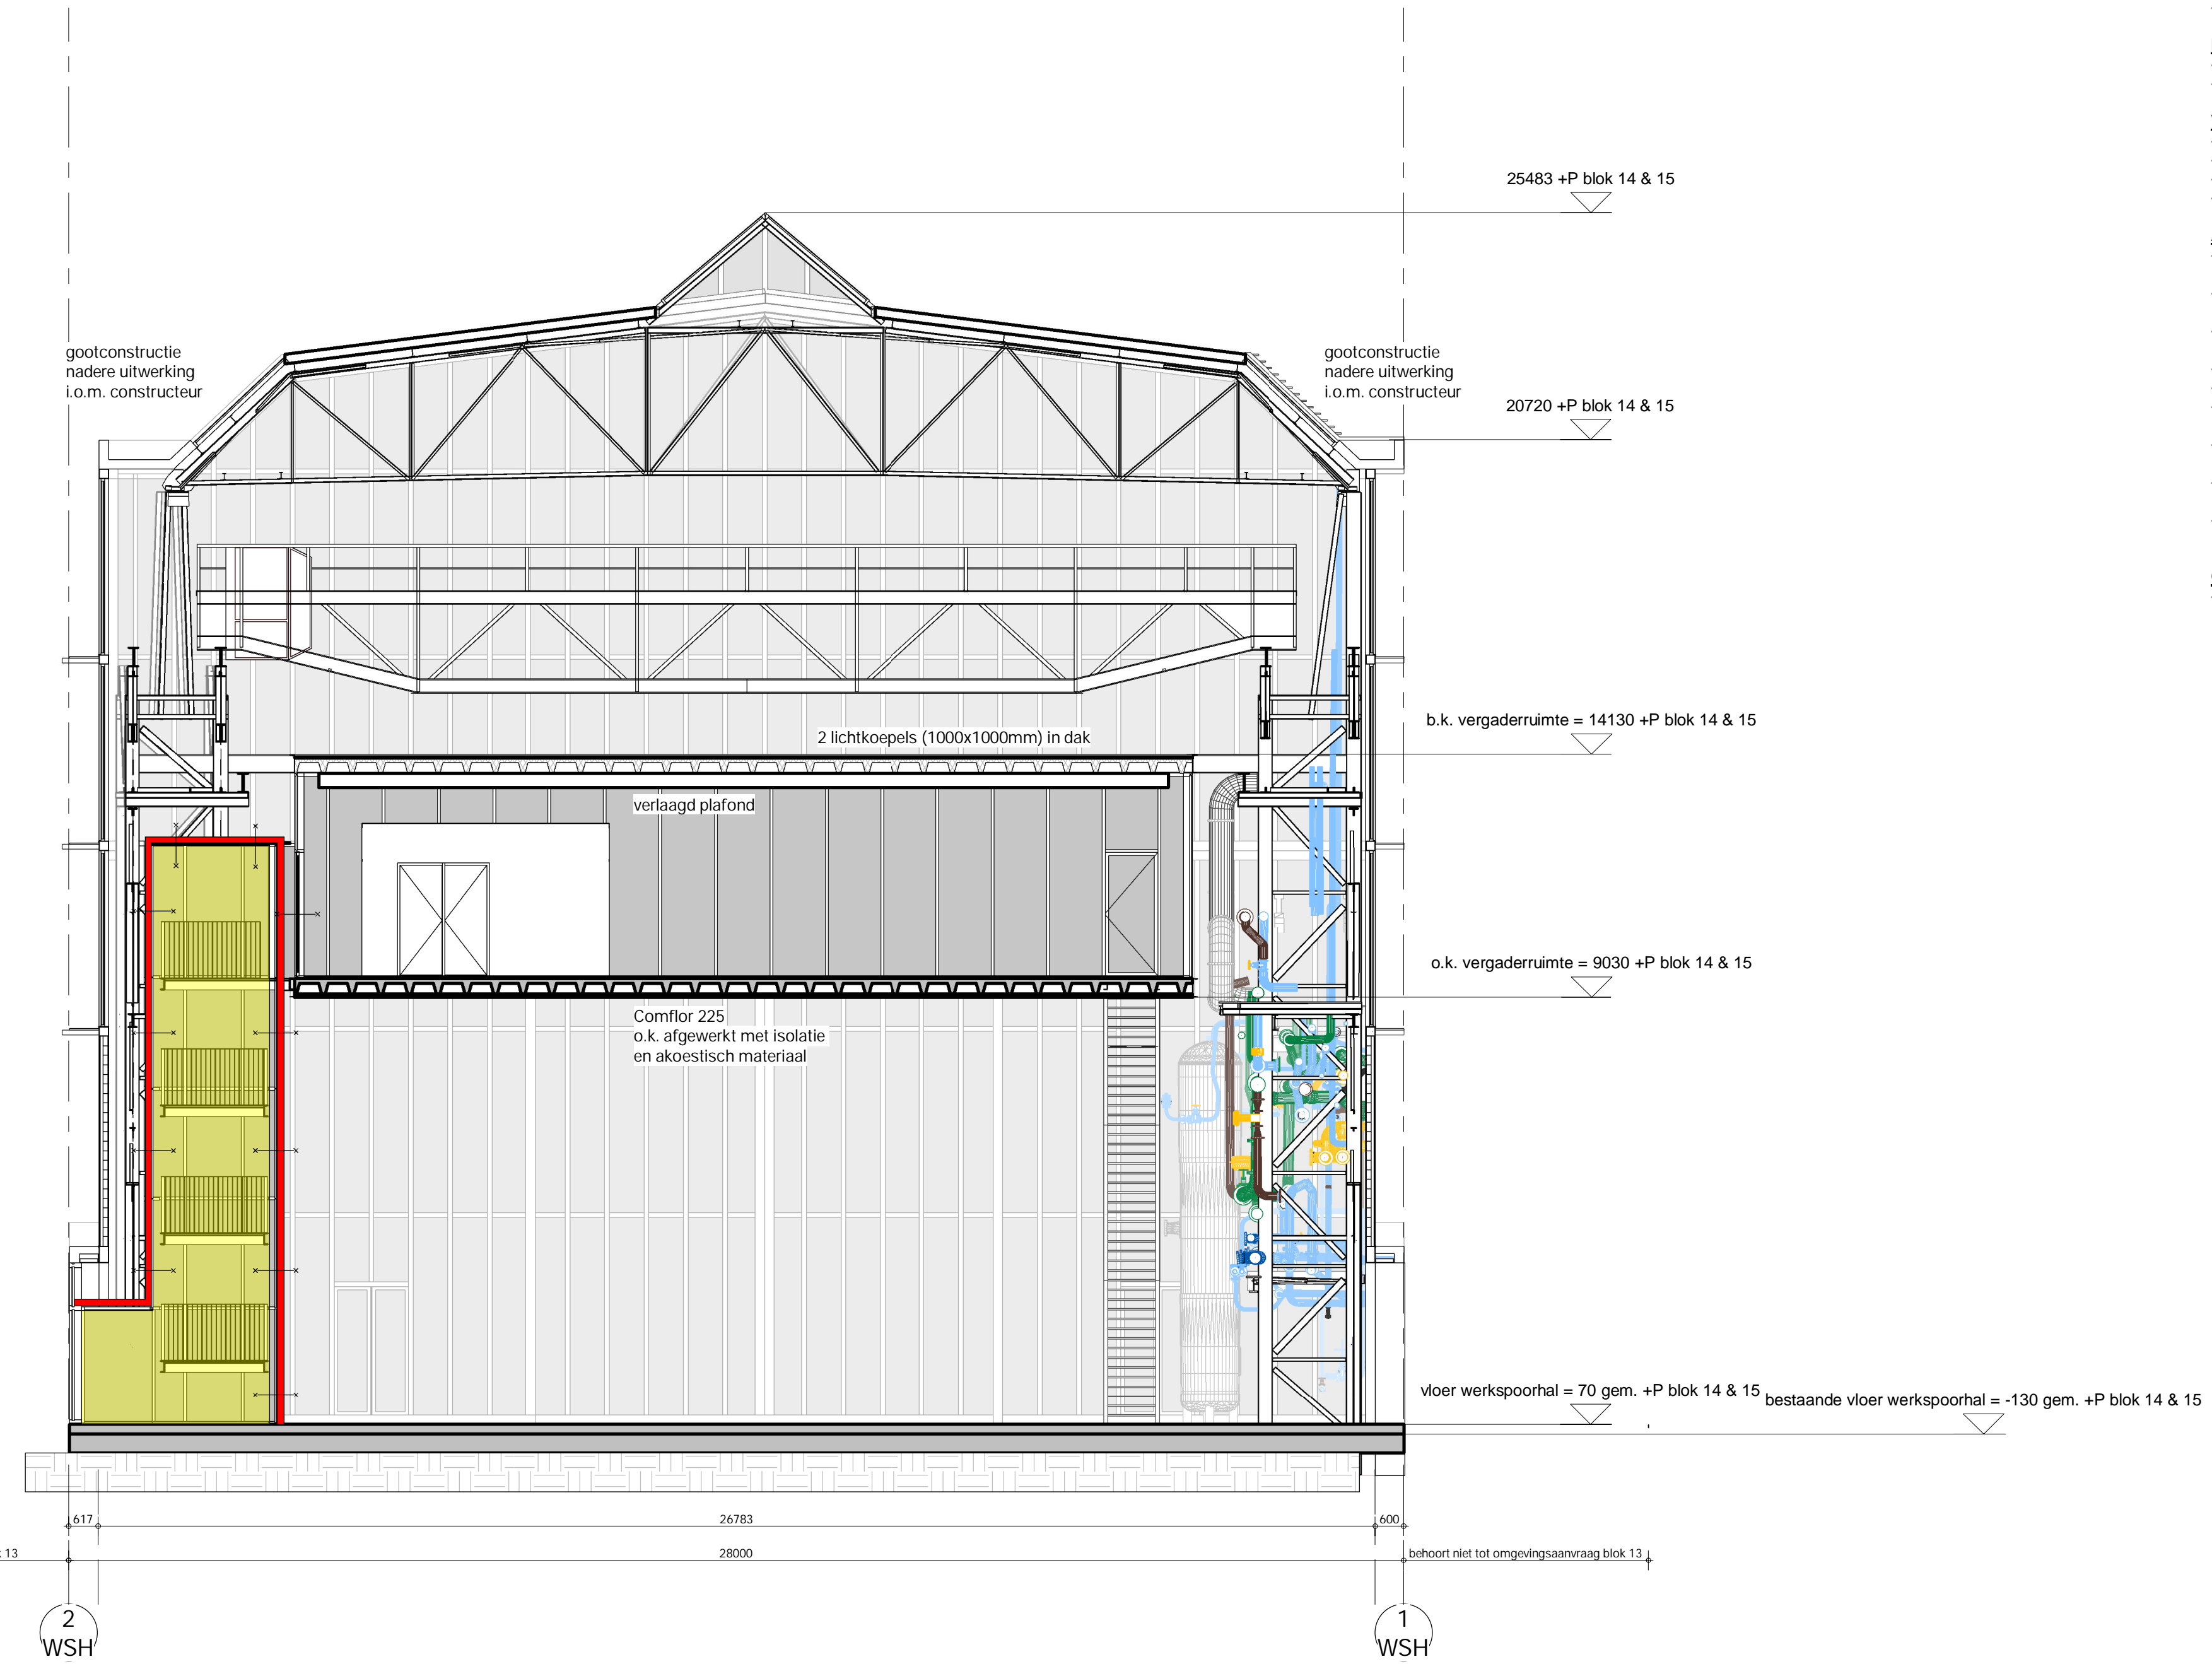 25483 +P blok 14 & 15
gootconstructie
nadere uitwerking
i.o.m. constructeur
gootconstructie
nadere uitwerking
i.o.m. constructeur
20720 +P blok 14 & 15
b.k. vergaderruimte = 14130 +P blok 14 & 15
2 lichtkoepels (1000x1000mm) in dak
verlaagd plafond
o.k. vergaderruimte = 9030 +P blok 14 & 15
Comflor 225
o.k. afgewerkt met isolatie
en akoestisch materiaal
vloer werkspoorhal = 70 gem. +P blok 14 & 15
bestaande vloer werkspoorhal = -130 gem. +P blok 14 & 15
617
26783
600
13
28000
behoort niet tot omgevingsaanvraag blok 13
2
WSH
1
WSH